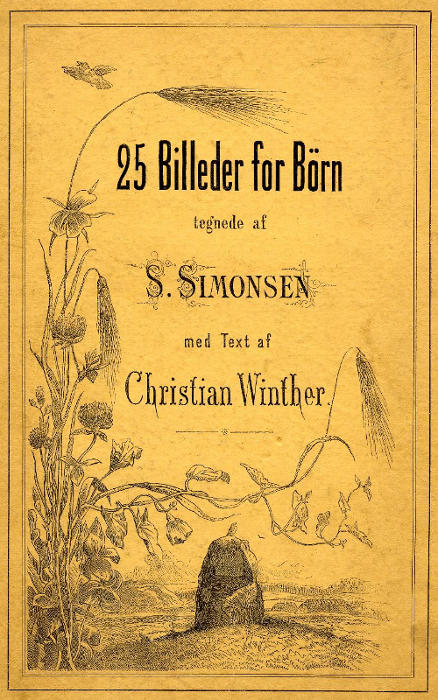 25 Billeder for Börn
tegnede af
S. SIMONSEN
med Text af
Christian Winther.